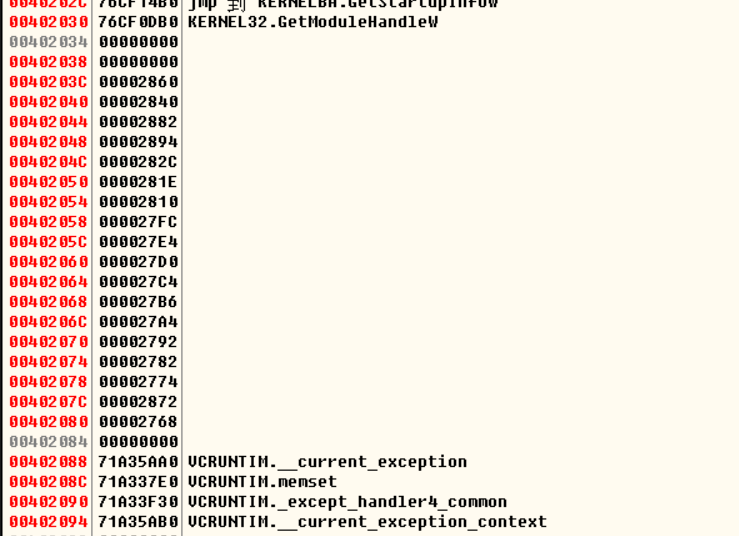 0040202C 76CF14B0 jmp 到 KERNELBA.GetStartupInfoW
00402030 76CF0DB0 KERNEL32.GetModuleHandleW
00402034 00000000
00402038 00000000
0040203C 00002860
00402040 00002840
00402044 00002882
00402048 00002894
0040204C 0000282C
00402050 0000281E
00402054 00002810
00402058 000027FC
0040205C 000027E4
00402060 000027D0
00402064 000027C4
00402068 000027B6
0040206C 000027A4
00402070 00002792
00402074 00002782
00402078 00002774
0040207C 00002872
00402080 00002768
00402084 00000000
00402088 71A35AA0 VCRUNTIM.__current_exception
0040208C 71A337E0 VCRUNTIM.memset
00402090 71A33F30 VCRUNTIM._except_handler4_common
00402094 71A35AB0 VCRUNTIM.__current_exception_context